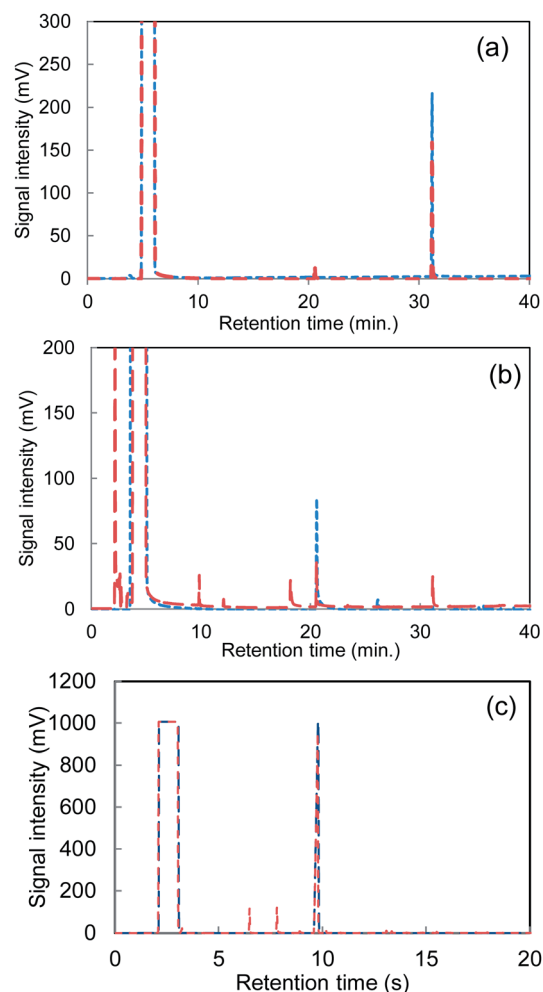 (a)
Signal intensity (mV)
300
250
200
150
100
50
0
0 10 20 30 40
Retention time (min.)
(b)
Signal intensity (mV)
200
150
100
50
0
0 10 20 30 40
Retention time (min.)
(c)
Signal intensity (mV)
1200
1000
800
600
400
200
0
0 5 10 15 20
Retention time (s)